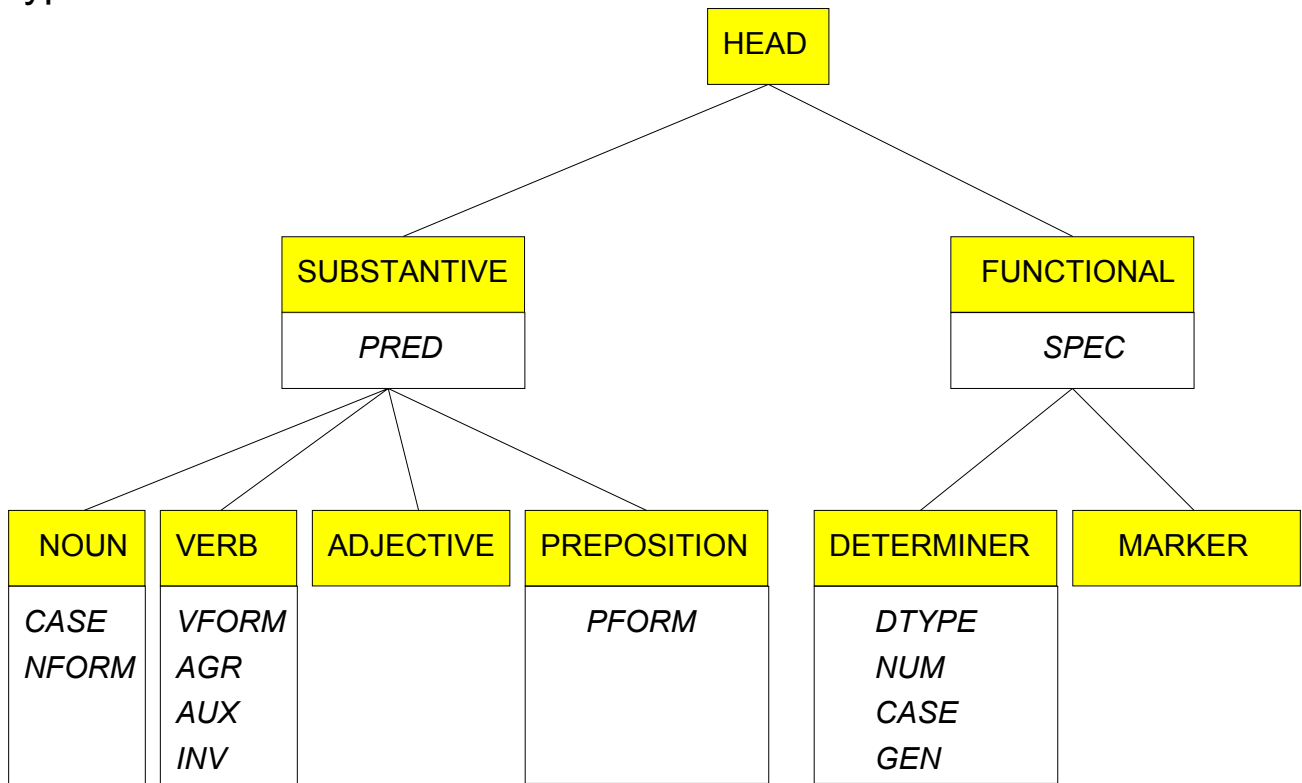 HEAD
SUBSTANTIVE
FUNCTIONAL
PRED
SPEC
NOUN
VERB
ADJECTIVE
PREPOSITION
DETERMINER
MARKER
CASE
NFORM
VFORM
AGR
AUX
INV
PFORM
DTYPE
NUM
CASE
GEN